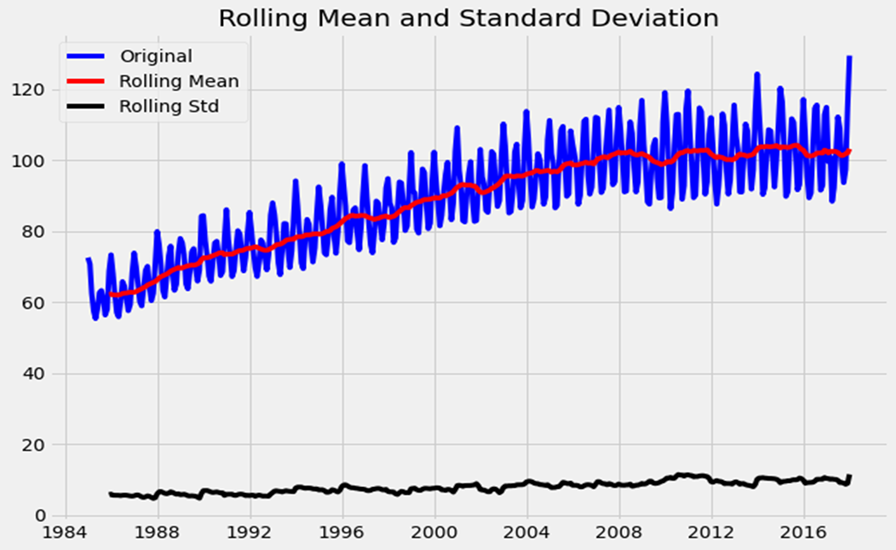 Rolling Mean and Standard Deviation
Original
Rolling Mean
Rolling Std
120
100
80
60
40
20
0
1984 1988 1992 1996 2000 2004 2008 2012 2016